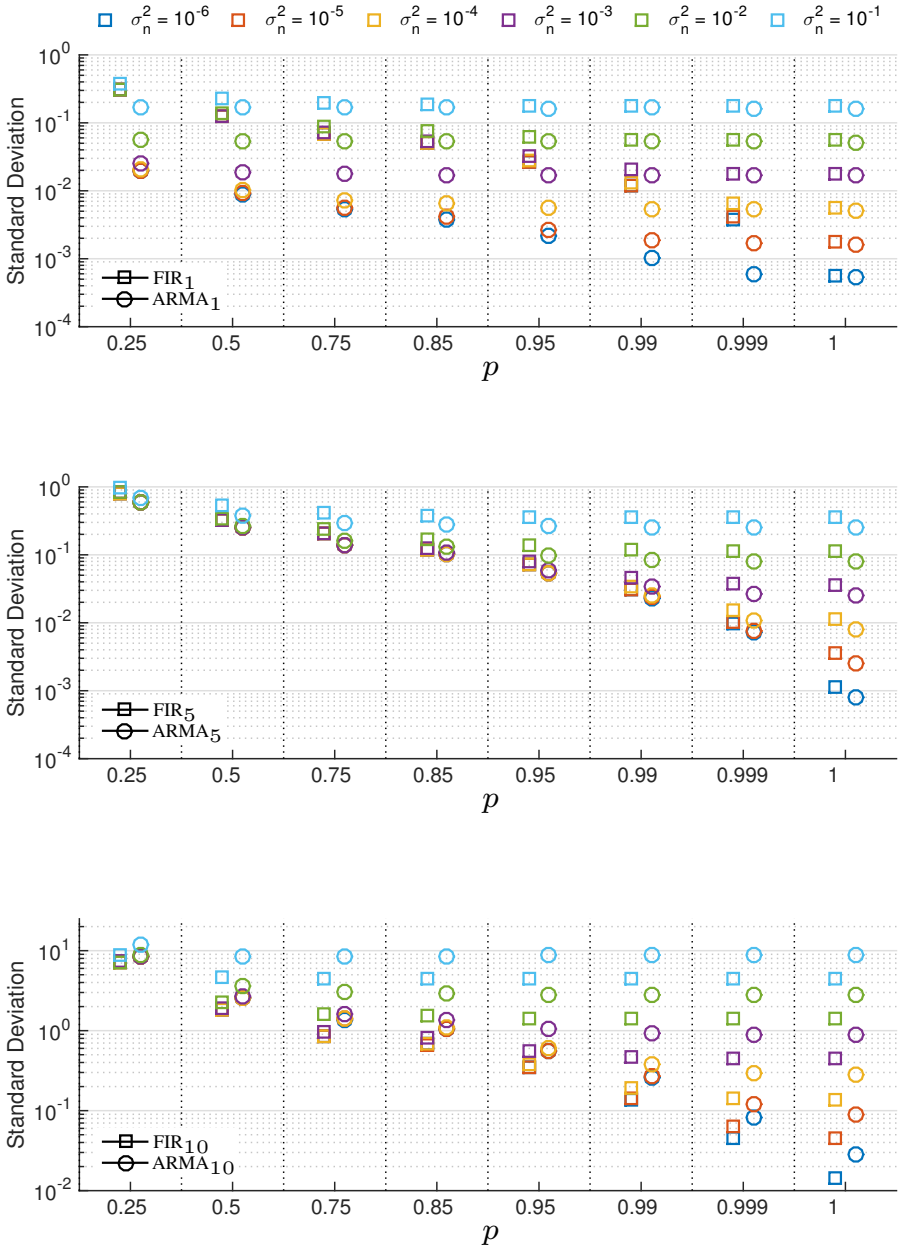 σ²ₙ = 10⁻⁶ σ²ₙ = 10⁻⁵ σ²ₙ = 10⁻⁴ σ²ₙ = 10⁻³ σ²ₙ = 10⁻² σ²ₙ = 10⁻¹
Standard Deviation
10⁰
10⁻¹
10⁻²
10⁻³
10⁻⁴
FIR₁
ARMA₁
0.25 0.5 0.75 0.85 0.95 0.99 0.999 1
p
Standard Deviation
10⁰
10⁻¹
10⁻²
10⁻³
10⁻⁴
FIR₅
ARMA₅
0.25 0.5 0.75 0.85 0.95 0.99 0.999 1
p
Standard Deviation
10¹
10⁰
10⁻¹
10⁻²
FIR₁₀
ARMA₁₀
0.25 0.5 0.75 0.85 0.95 0.99 0.999 1
p